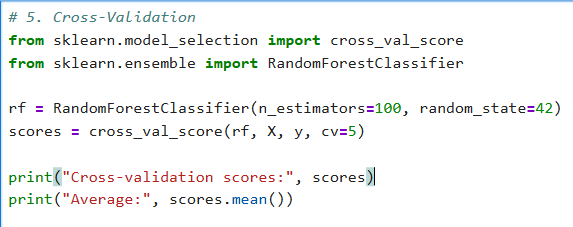 # 5. Cross-Validation
from sklearn.model_selection import cross_val_score
from sklearn.ensemble import RandomForestClassifier
rf = RandomForestClassifier(n_estimators=100, random_state=42)
scores = cross_val_score(rf, X, y, cv=5)
print("Cross-validation scores:", scores)
print("Average:", scores.mean())